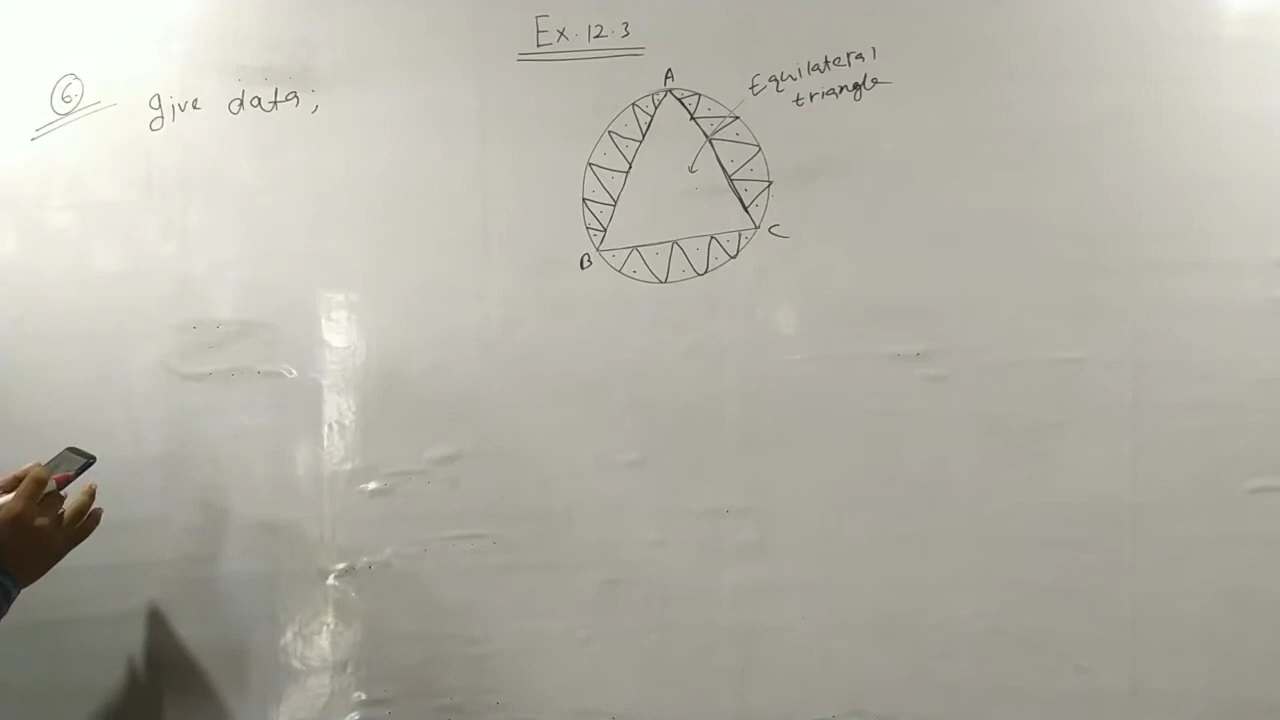 Ex. 12.3
6.
give data;
A
Equilateral
triangle
B
C